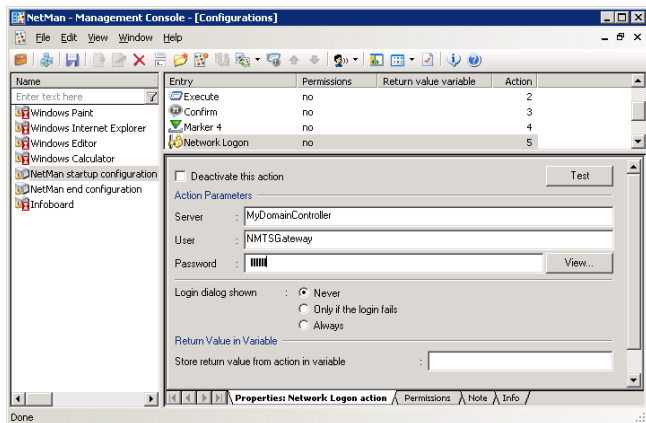 NetMan - Management Console - [Configurations]
File Edit View Window Help
Name
Enter text here
Windows Paint
Windows Internet Explorer
Windows Editor
Windows Calculator
NetMan startup configuration
NetMan end configuration
Infoboard
Entry Permissions Return value variable Action
Execute no 2
Confirm no 3
Marker 4 no 4
Network Logon no 5
Deactivate this action Test
Action Parameters
Server : MyDomainController
User : NMTSGateway
Password : View...
Login dialog shown : Never
Only if the login fails
Always
Return Value in Variable
Store return value from action in variable :
Properties: Network Logon action Permissions Note Info
Done